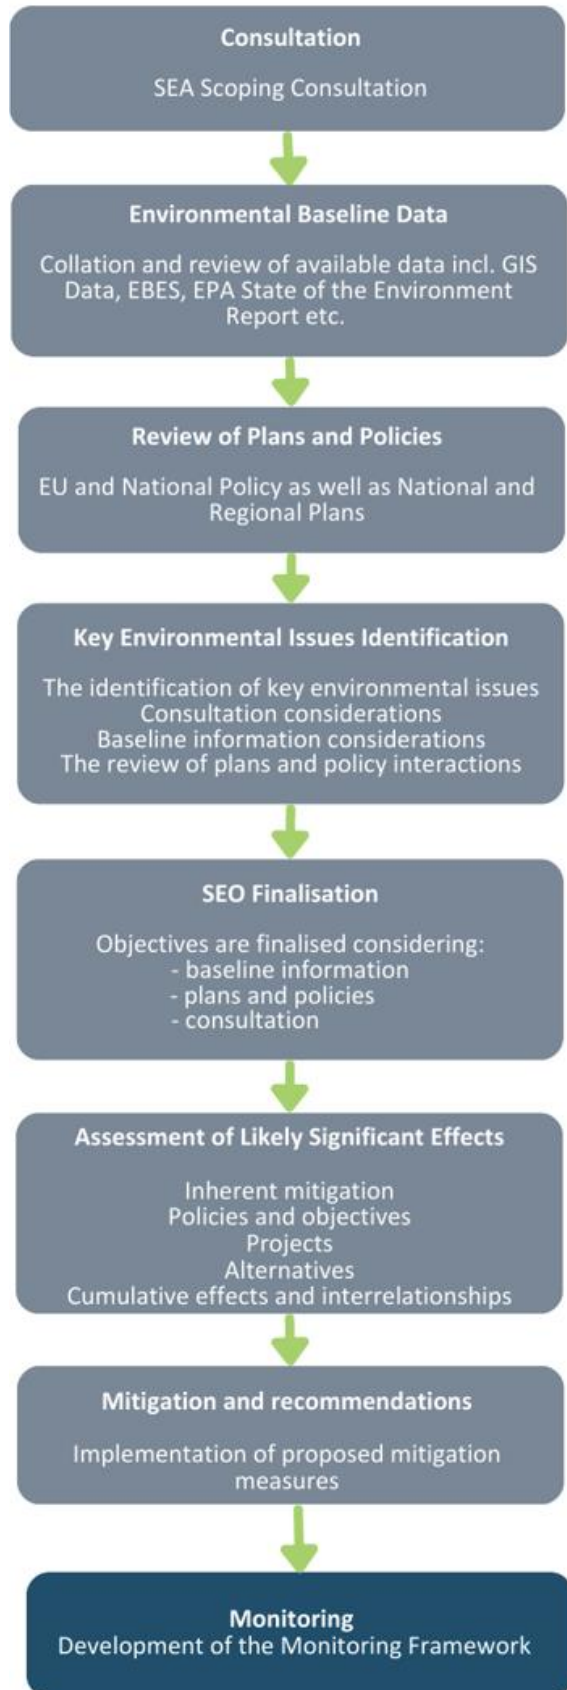 Consultation
SEA Scoping Consultation
Environmental Baseline Data
Collation and review of available data incl. GIS
Data, EBES, EPA State of the Environment
Report etc.
Review of Plans and Policies
EU and National Policy as well as National and
Regional Plans
Key Environmental Issues Identification
The identification of key environmental issues
Consultation considerations
Baseline information considerations
The review of plans and policy interactions
SEO Finalisation
Objectives are finalised considering:
- baseline information
- plans and policies
- consultation
Assessment of Likely Significant Effects
Inherent mitigation
Policies and objectives
Projects
Alternatives
Cumulative effects and interrelationships
Mitigation and recommendations
Implementation of proposed mitigation
measures
Monitoring
Development of the Monitoring Framework